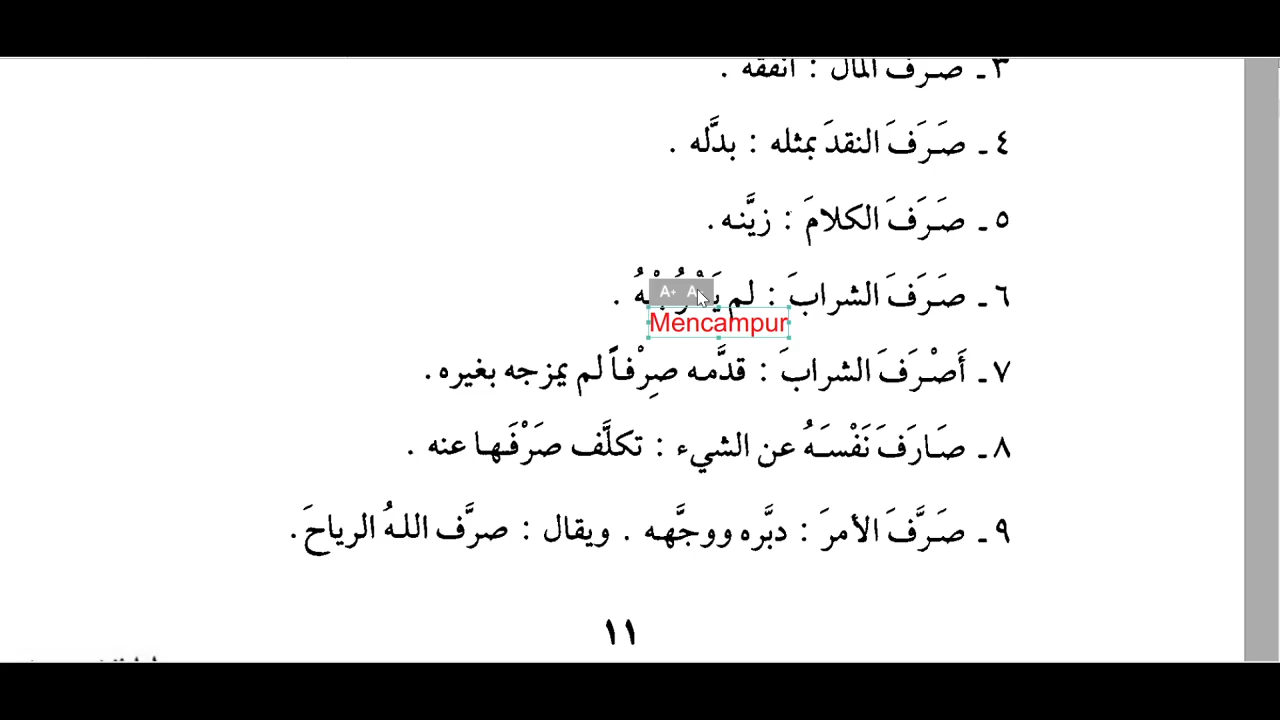 ٣ ـ صرف المال : أنفقه .
٤ ـ صَرَفَ النقدَ بمثله : بدَّله .
٥ ـ صَرَفَ الكلامَ : زيَّنه .
٦ ـ صَرَفَ الشرابَ : لم
A+ A-
Mencampur
٧ ـ أَصْرَفَ الشرابَ : قدَّمه صِرْفاً لم يمزجه بغيره .
٨ ـ صَارَفَ نَفْسَهُ عن الشيء : تكلَّف صَرْفَها عنه .
٩ ـ صَرَّفَ الأمرَ : دبَّره ووجَّهه . ويقال : صرَّف اللهُ الرياحَ .
١١